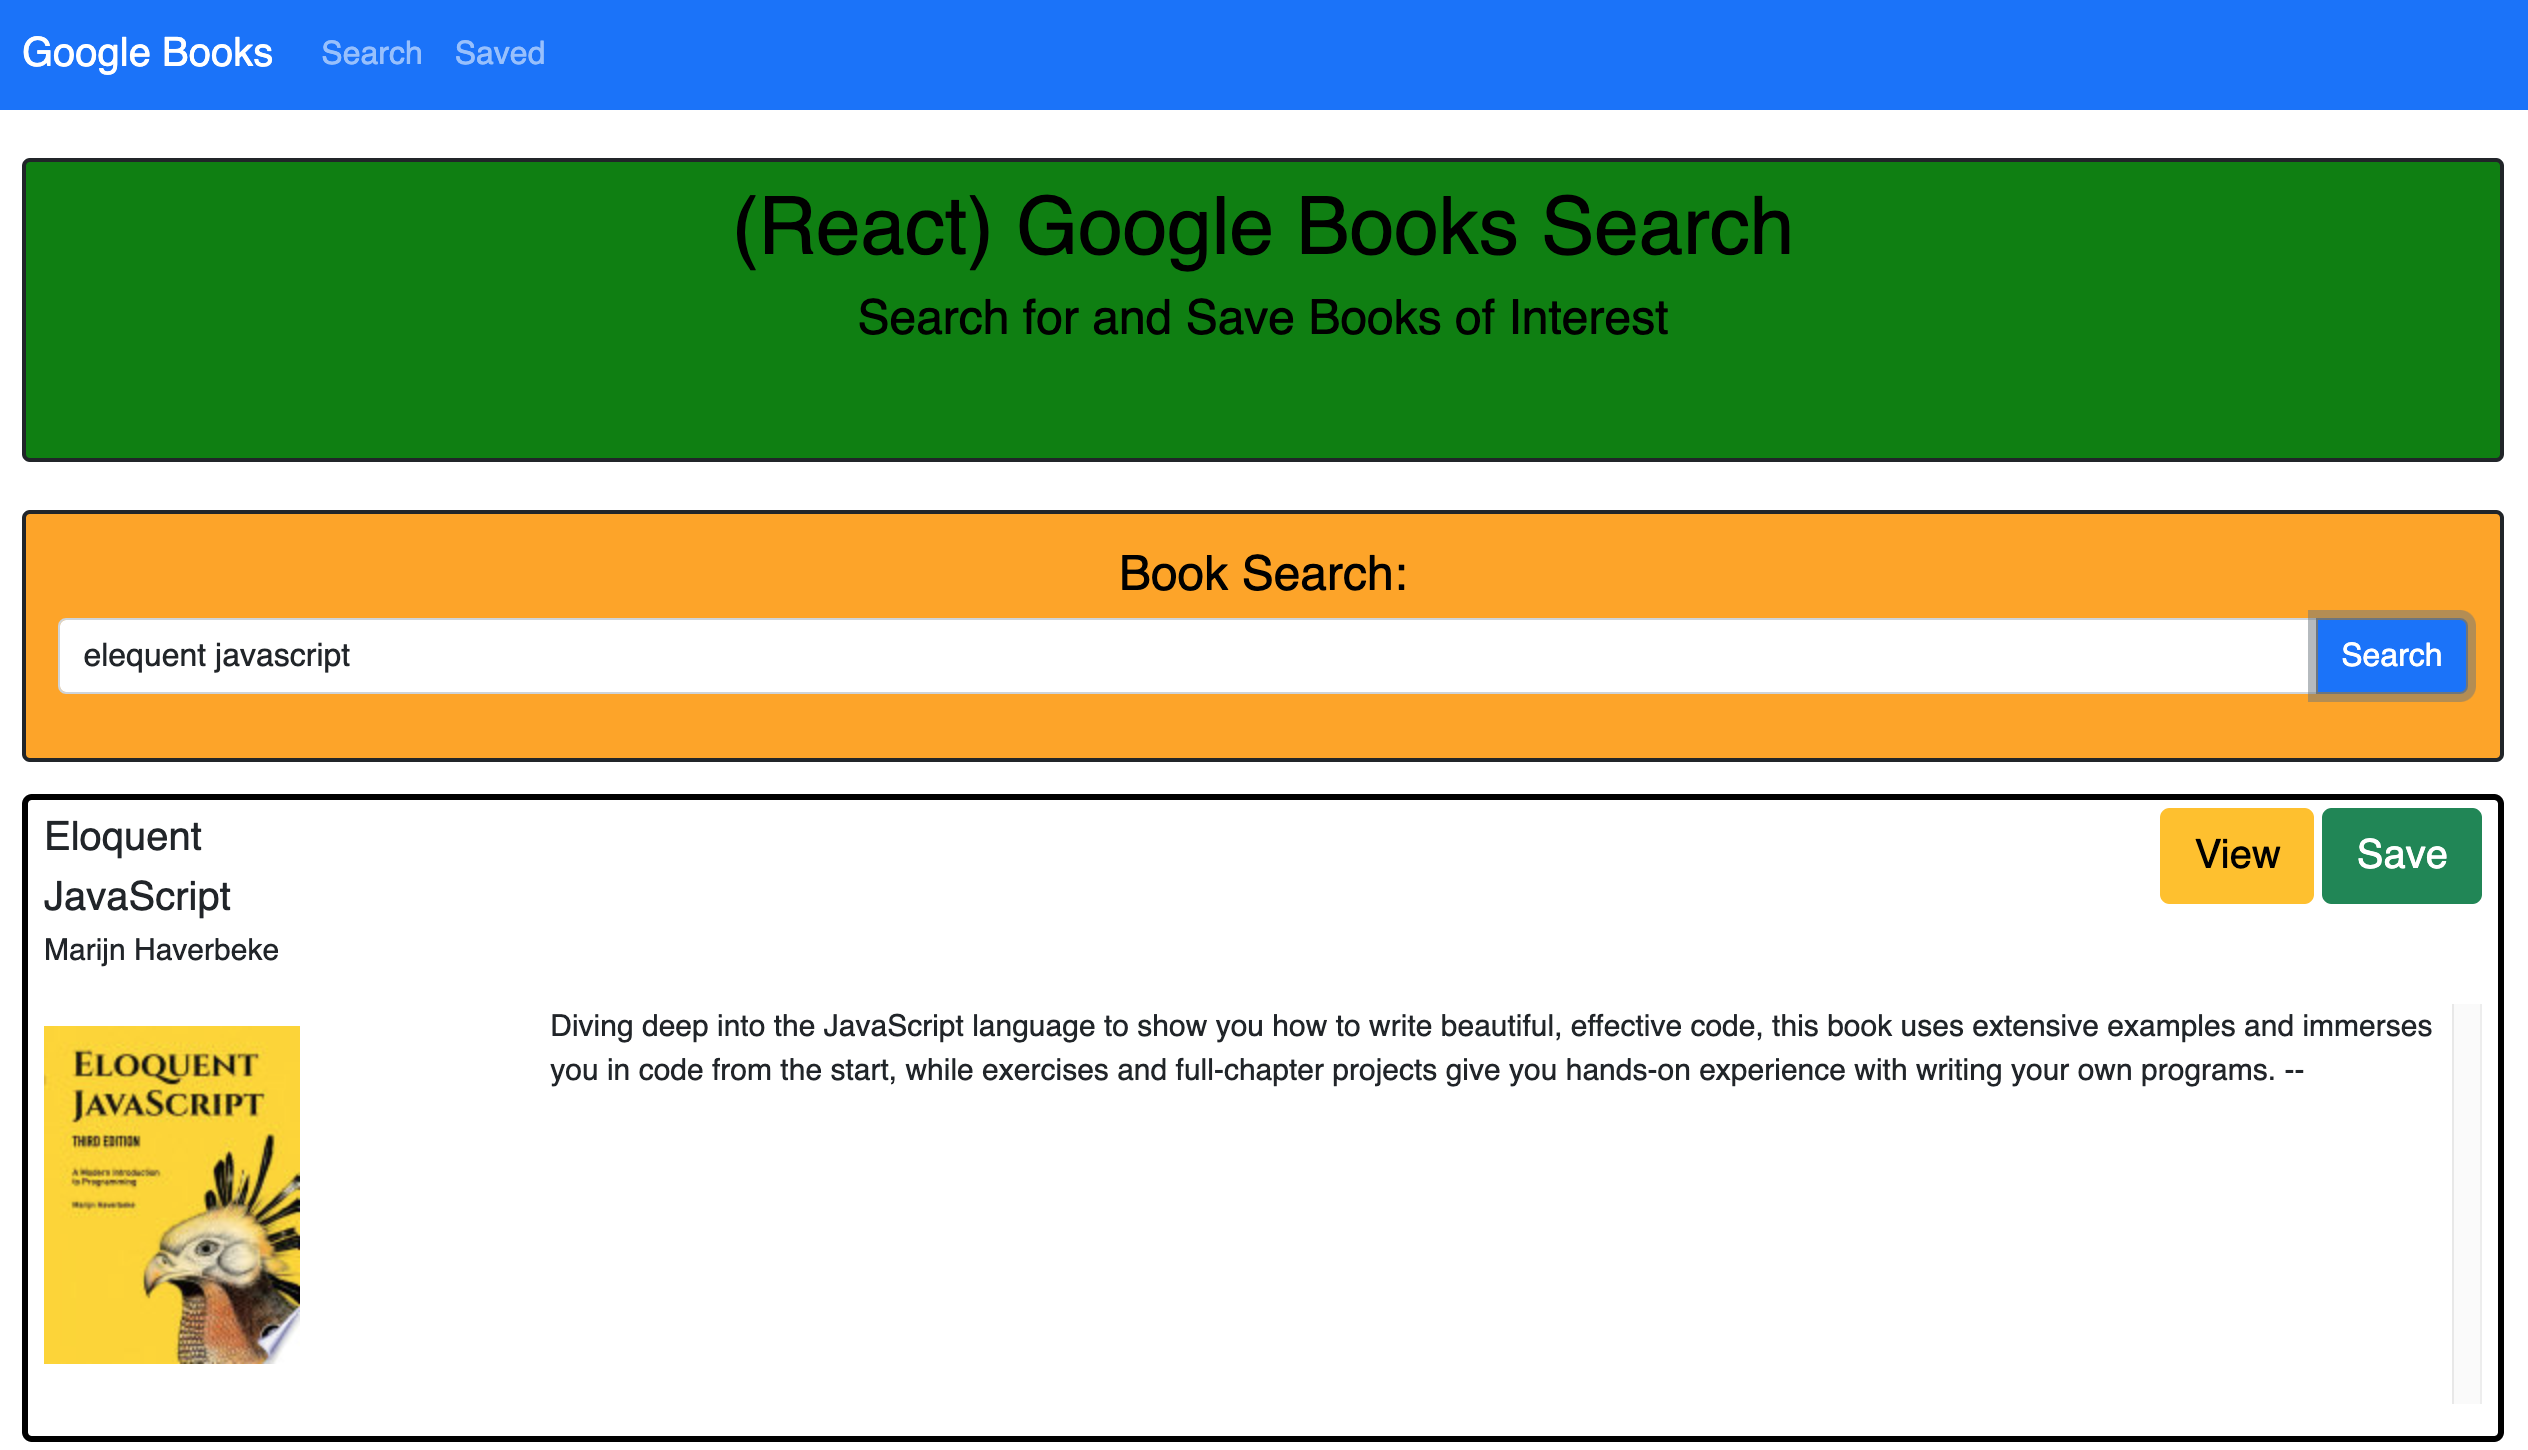 Google Books Search Saved
(React) Google Books Search
Search for and Save Books of Interest
Book Search:
elequent javascript Search
Eloquent
JavaScript
View Save
Marijn Haverbeke
Diving deep into the JavaScript language to show you how to write beautiful, effective code, this book uses extensive examples and immerses
you in code from the start, while exercises and full-chapter projects give you hands-on experience with writing your own programs. --
ELOQUENT
JAVASCRIPT
THIRD EDITION
A Modern Introduction
to Programming
Marijn Haverbeke